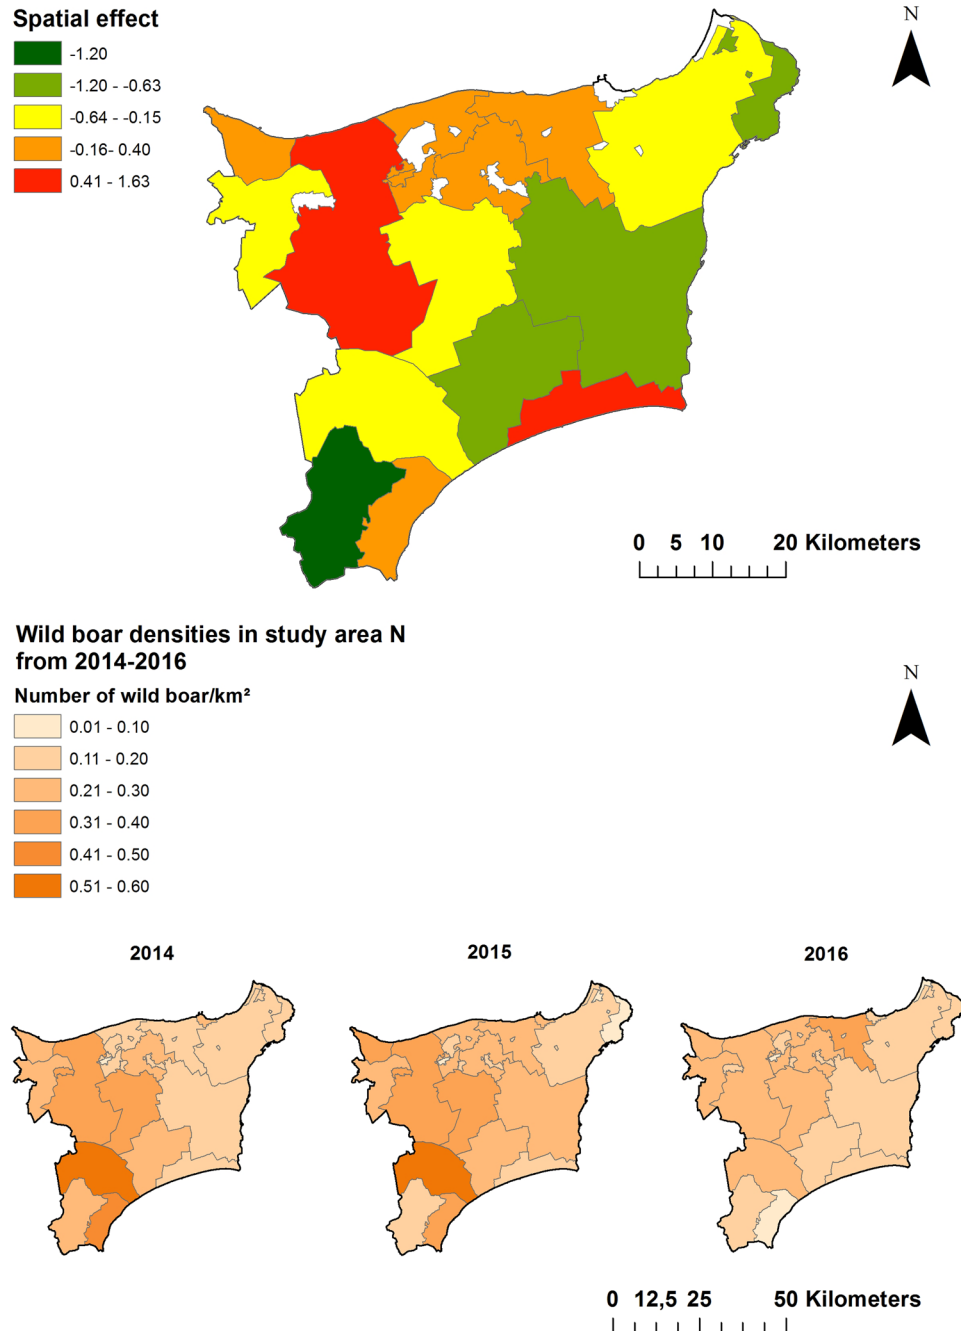 Spatial effect
N
-1.20
-1.20 - -0.63
-0.64 - -0.15
-0.16- 0.40
0.41 - 1.63
0 5 10 20 Kilometers
Wild boar densities in study area N
from 2014-2016
N
Number of wild boar/km²
0.01 - 0.10
0.11 - 0.20
0.21 - 0.30
0.31 - 0.40
0.41 - 0.50
0.51 - 0.60
2014 2015 2016
0 12,5 25 50 Kilometers